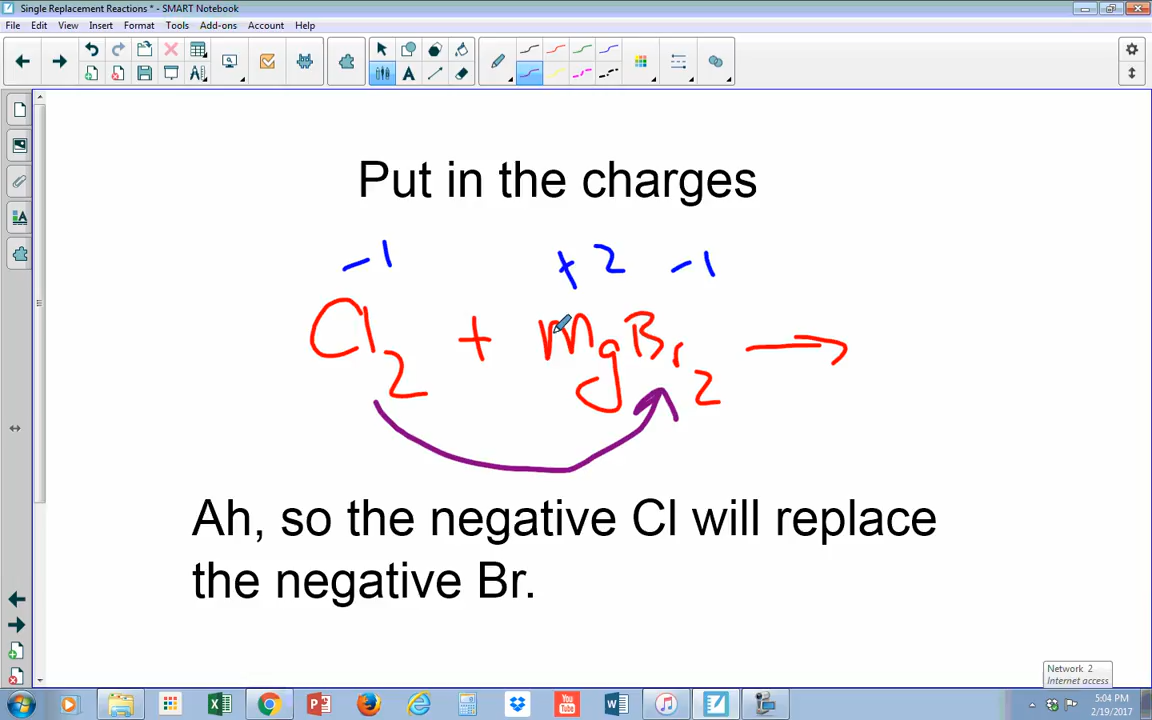 Single Replacement Reactions * - SMART Notebook
File Edit View Insert Format Tools Add-ons Account Help
Put in the charges
-1 +2 -1
Cl2 + MgBr2 →
Ah, so the negative Cl will replace
the negative Br.
Network 2
Internet access
5:04 PM
2/19/2017